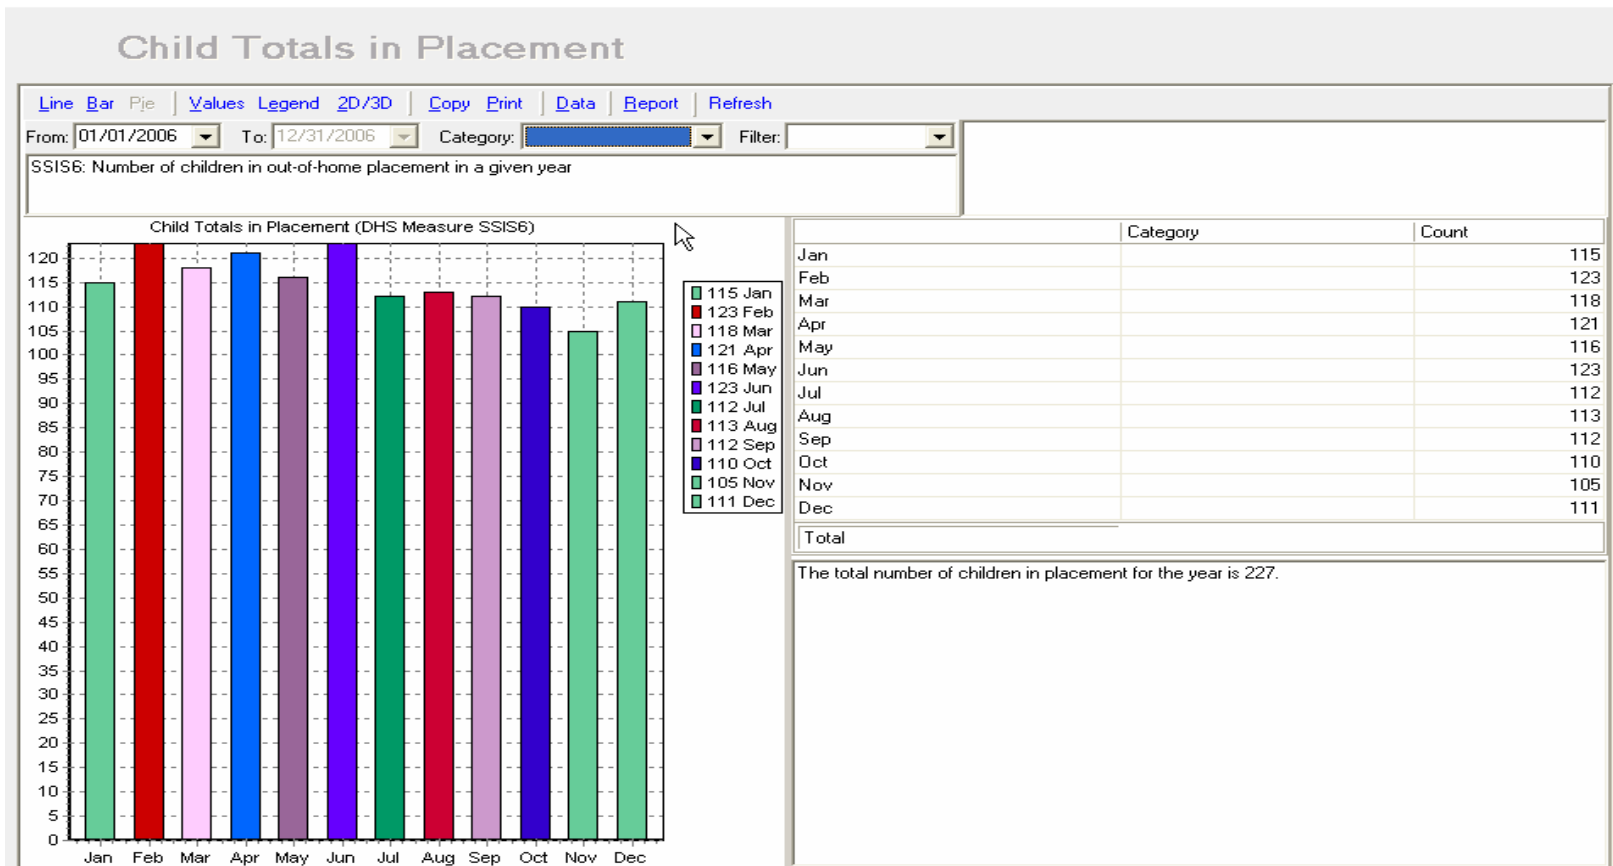 Child Totals in Placement
Line Bar Pie Values Legend 2D/3D Copy Print Data Report Refresh
From: 01/01/2006 To: 12/31/2006 Category: Filter:
SSIS6: Number of children in out-of-home placement in a given year
Child Totals in Placement (DHS Measure SSIS6)
120
115
110
105
100
95
90
85
80
75
70
65
60
55
50
45
40
35
30
25
20
15
10
5
0
Jan Feb Mar Apr May Jun Jul Aug Sep Oct Nov Dec
115 Jan
123 Feb
118 Mar
121 Apr
116 May
123 Jun
112 Jul
113 Aug
112 Sep
110 Oct
105 Nov
111 Dec
Category Count
Jan 115
Feb 123
Mar 118
Apr 121
May 116
Jun 123
Jul 112
Aug 113
Sep 112
Oct 110
Nov 105
Dec 111
Total
The total number of children in placement for the year is 227.